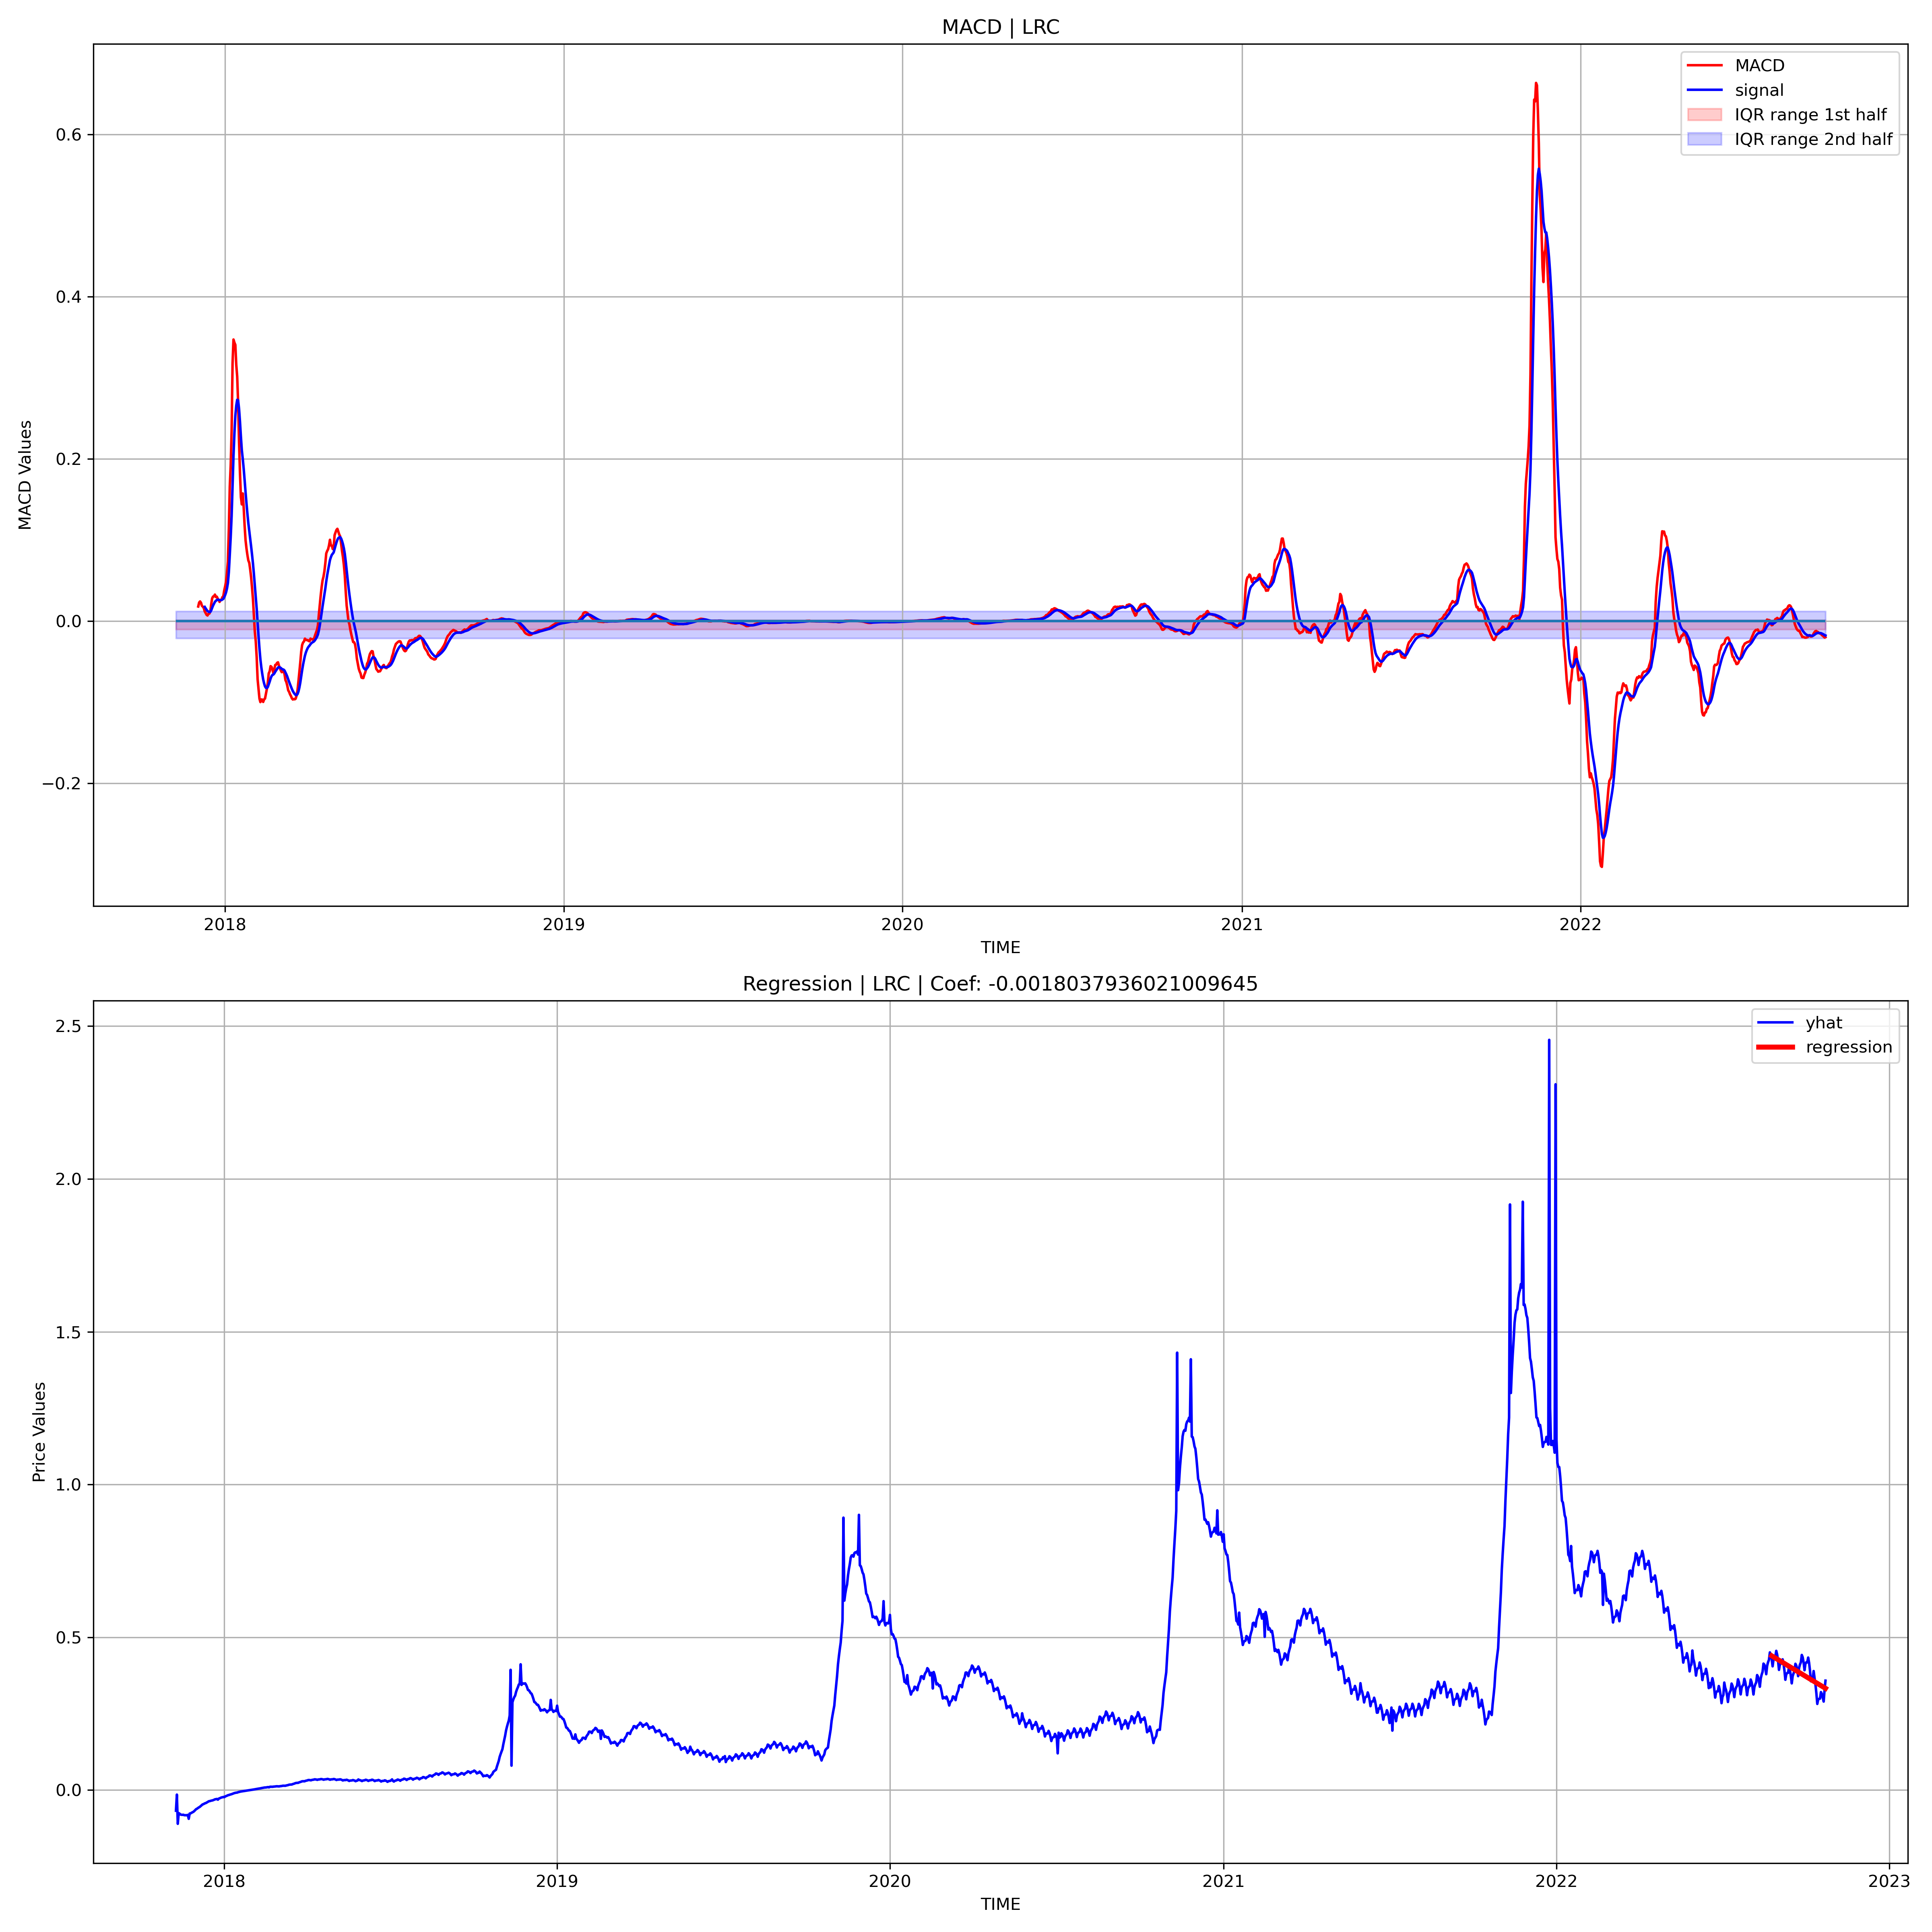 MACD | LRC
MACD
signal
IQR range 1st half
IQR range 2nd half
0.6
0.4
0.2
0.0
−0.2
MACD Values
2018 2019 2020 2021 2022
TIME
Regression | LRC | Coef: -0.0018037936021009645
yhat
regression
2.5
2.0
1.5
1.0
0.5
0.0
Price Values
2018 2019 2020 2021 2022 2023
TIME